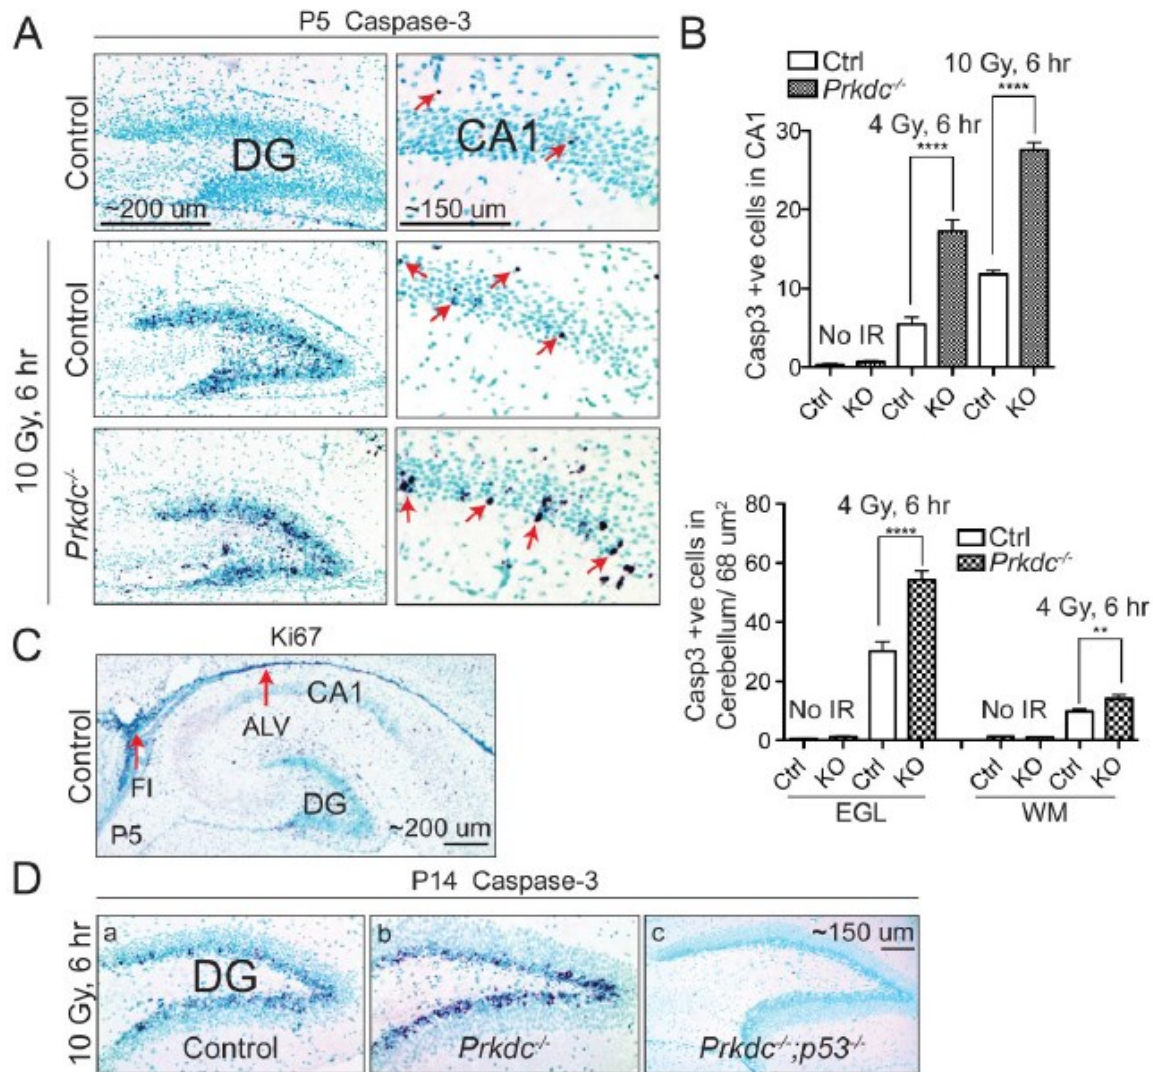 A
P5 Caspase-3
Control
DG
~200 um
CA1
~150 um
10 Gy, 6 hr
Control
Prkdc-/-
B
Ctrl
Prkdc-/-
10 Gy, 6 hr
****
4 Gy, 6 hr
****
No IR
Casp3 +ve cells in CA1
30
20
10
0
Ctrl KO Ctrl KO Ctrl KO
4 Gy, 6 hr
****
Ctrl
Prkdc-/-
4 Gy, 6 hr
**
No IR
No IR
Casp3 +ve cells in
Cerebellum/ 68 um²
80
60
40
20
0
Ctrl KO Ctrl KO Ctrl KO Ctrl KO
EGL WM
C
Ki67
Control
CA1
ALV
FI
DG
P5
~200 um
D
P14 Caspase-3
10 Gy, 6 hr
a
DG
Control
b
Prkdc-/-
c
~150 um
Prkdc-/-;p53-/-